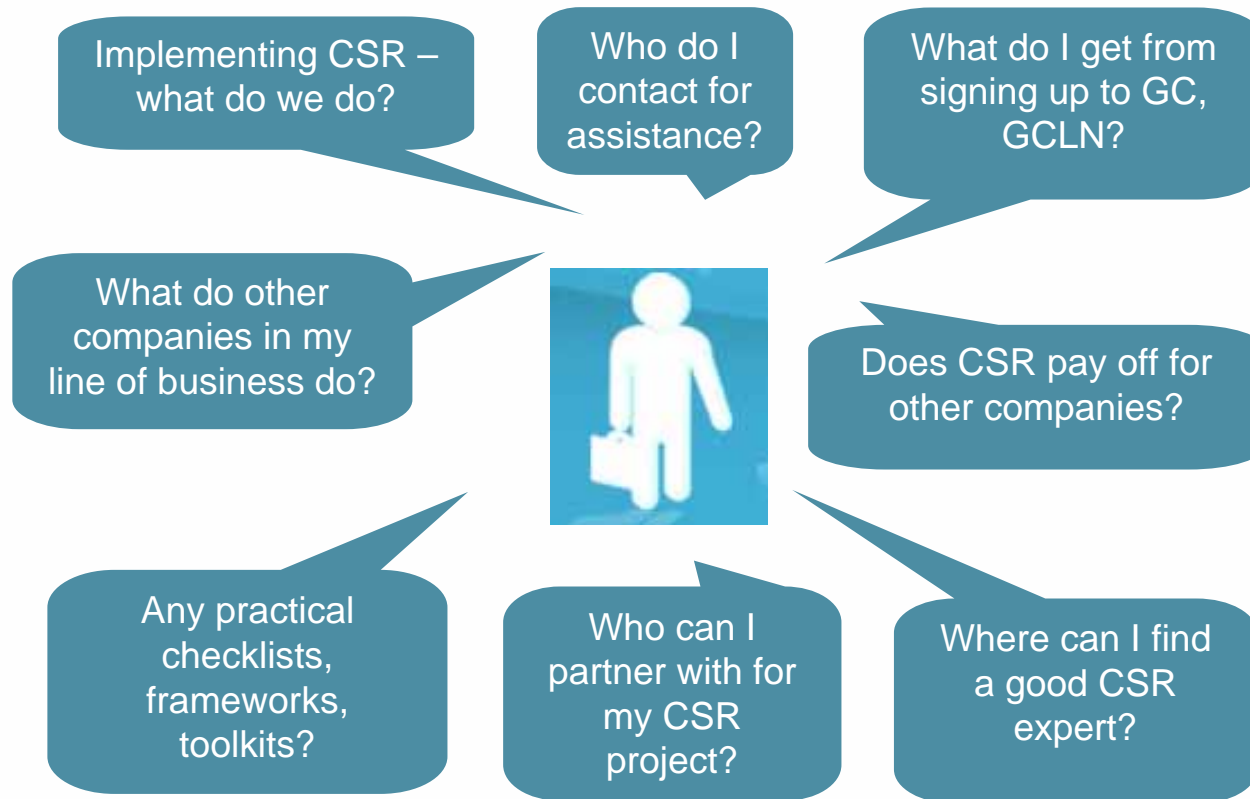 Implementing CSR –
what do we do?
Who do I
contact for
assistance?
What do I get from
signing up to GC,
GCLN?
What do other
companies in my
line of business do?
Does CSR pay off for
other companies?
Any practical
checklists,
frameworks,
toolkits?
Who can I
partner with for
my CSR
project?
Where can I find
a good CSR
expert?